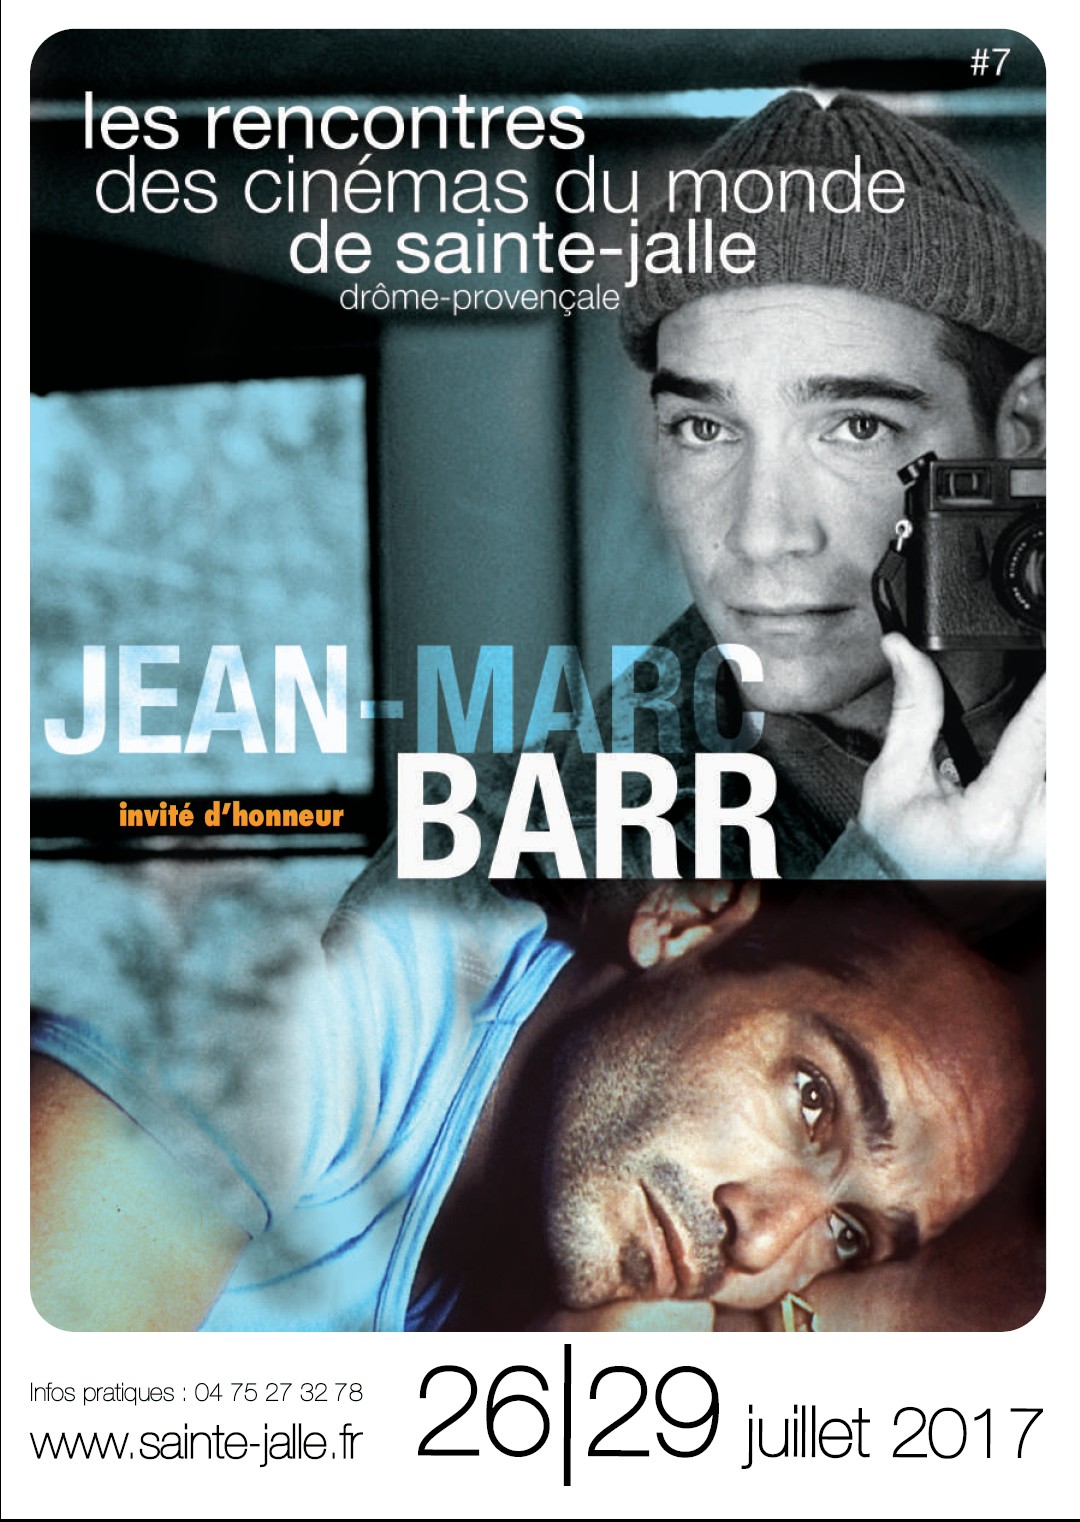 #7
les rencontres
des cinémas du monde
de sainte-jalle
drôme-provençale
JEAN-MARC
BARR
invité d'honneur
Infos pratiques : 04 75 27 32 78
www.sainte-jalle.fr
26|29 juillet 2017